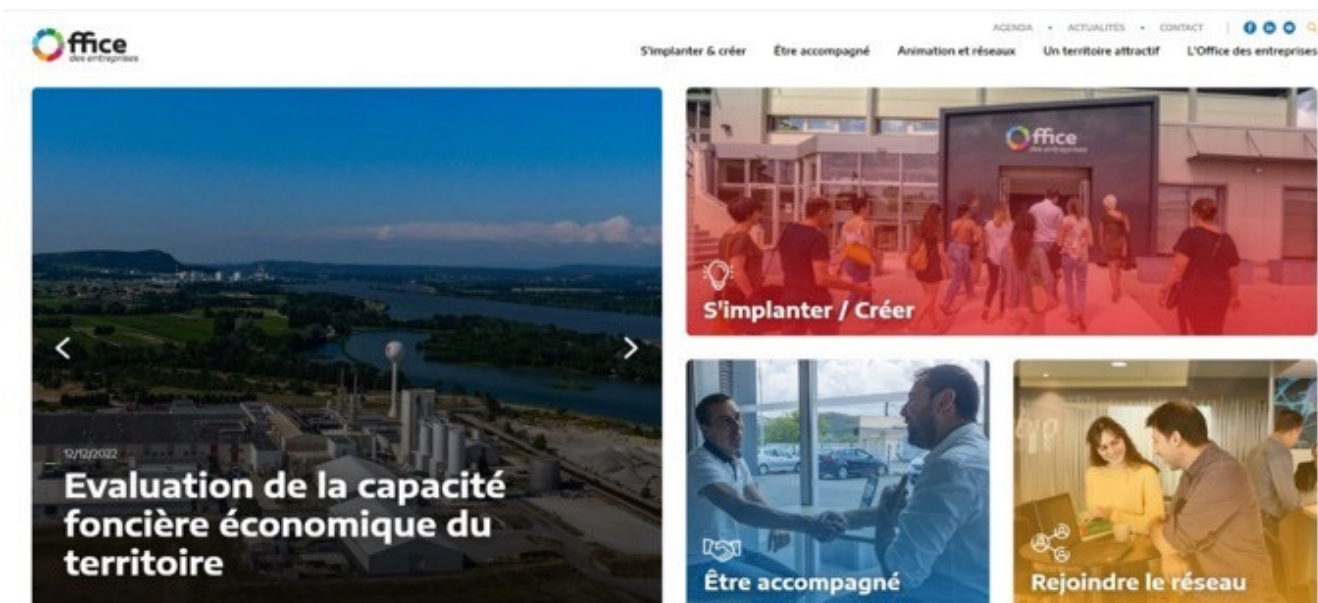 Office
des entreprises
AGENDA • ACTUALITÉS • CONTACT
S'implanter & créer Être accompagné Animation et réseaux Un territoire attractif L'Office des entreprises
Office
des entreprises
S'implanter / Créer
12/12/2022
Evaluation de la capacité
foncière économique du
territoire
Être accompagné
Rejoindre le réseau